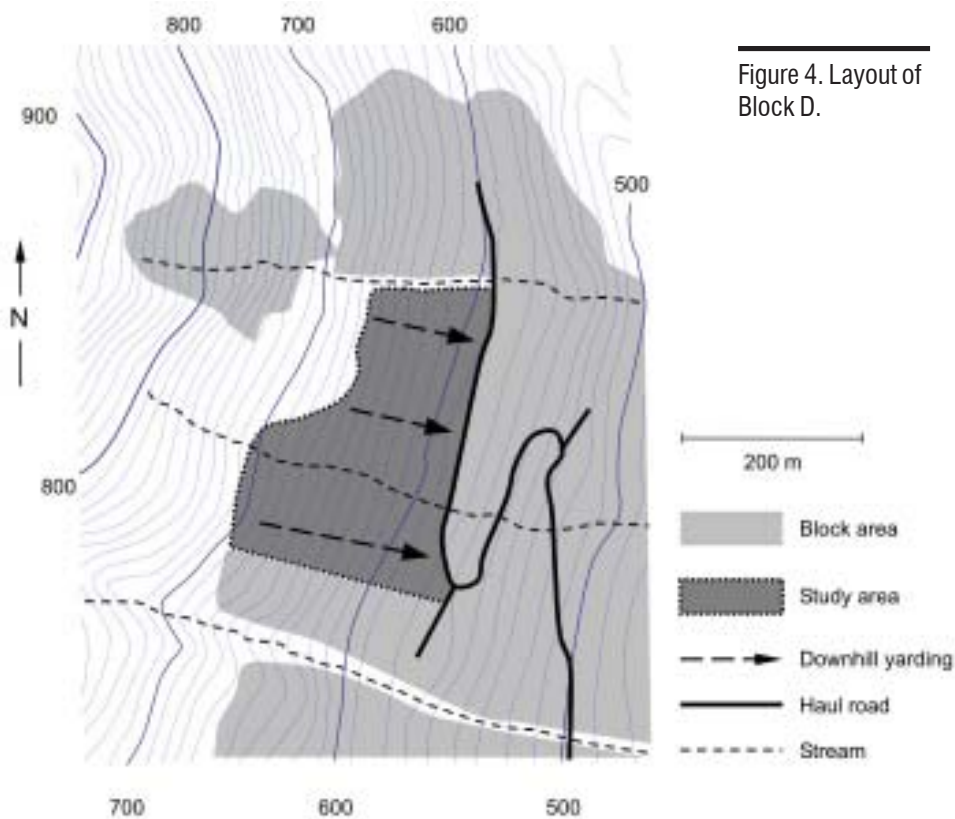 800
700
600
Figure 4. Layout of
Block D.
900
500
N
800
200 m
Block area
Study area
Downhill yarding
Haul road
Stream
700
600
500